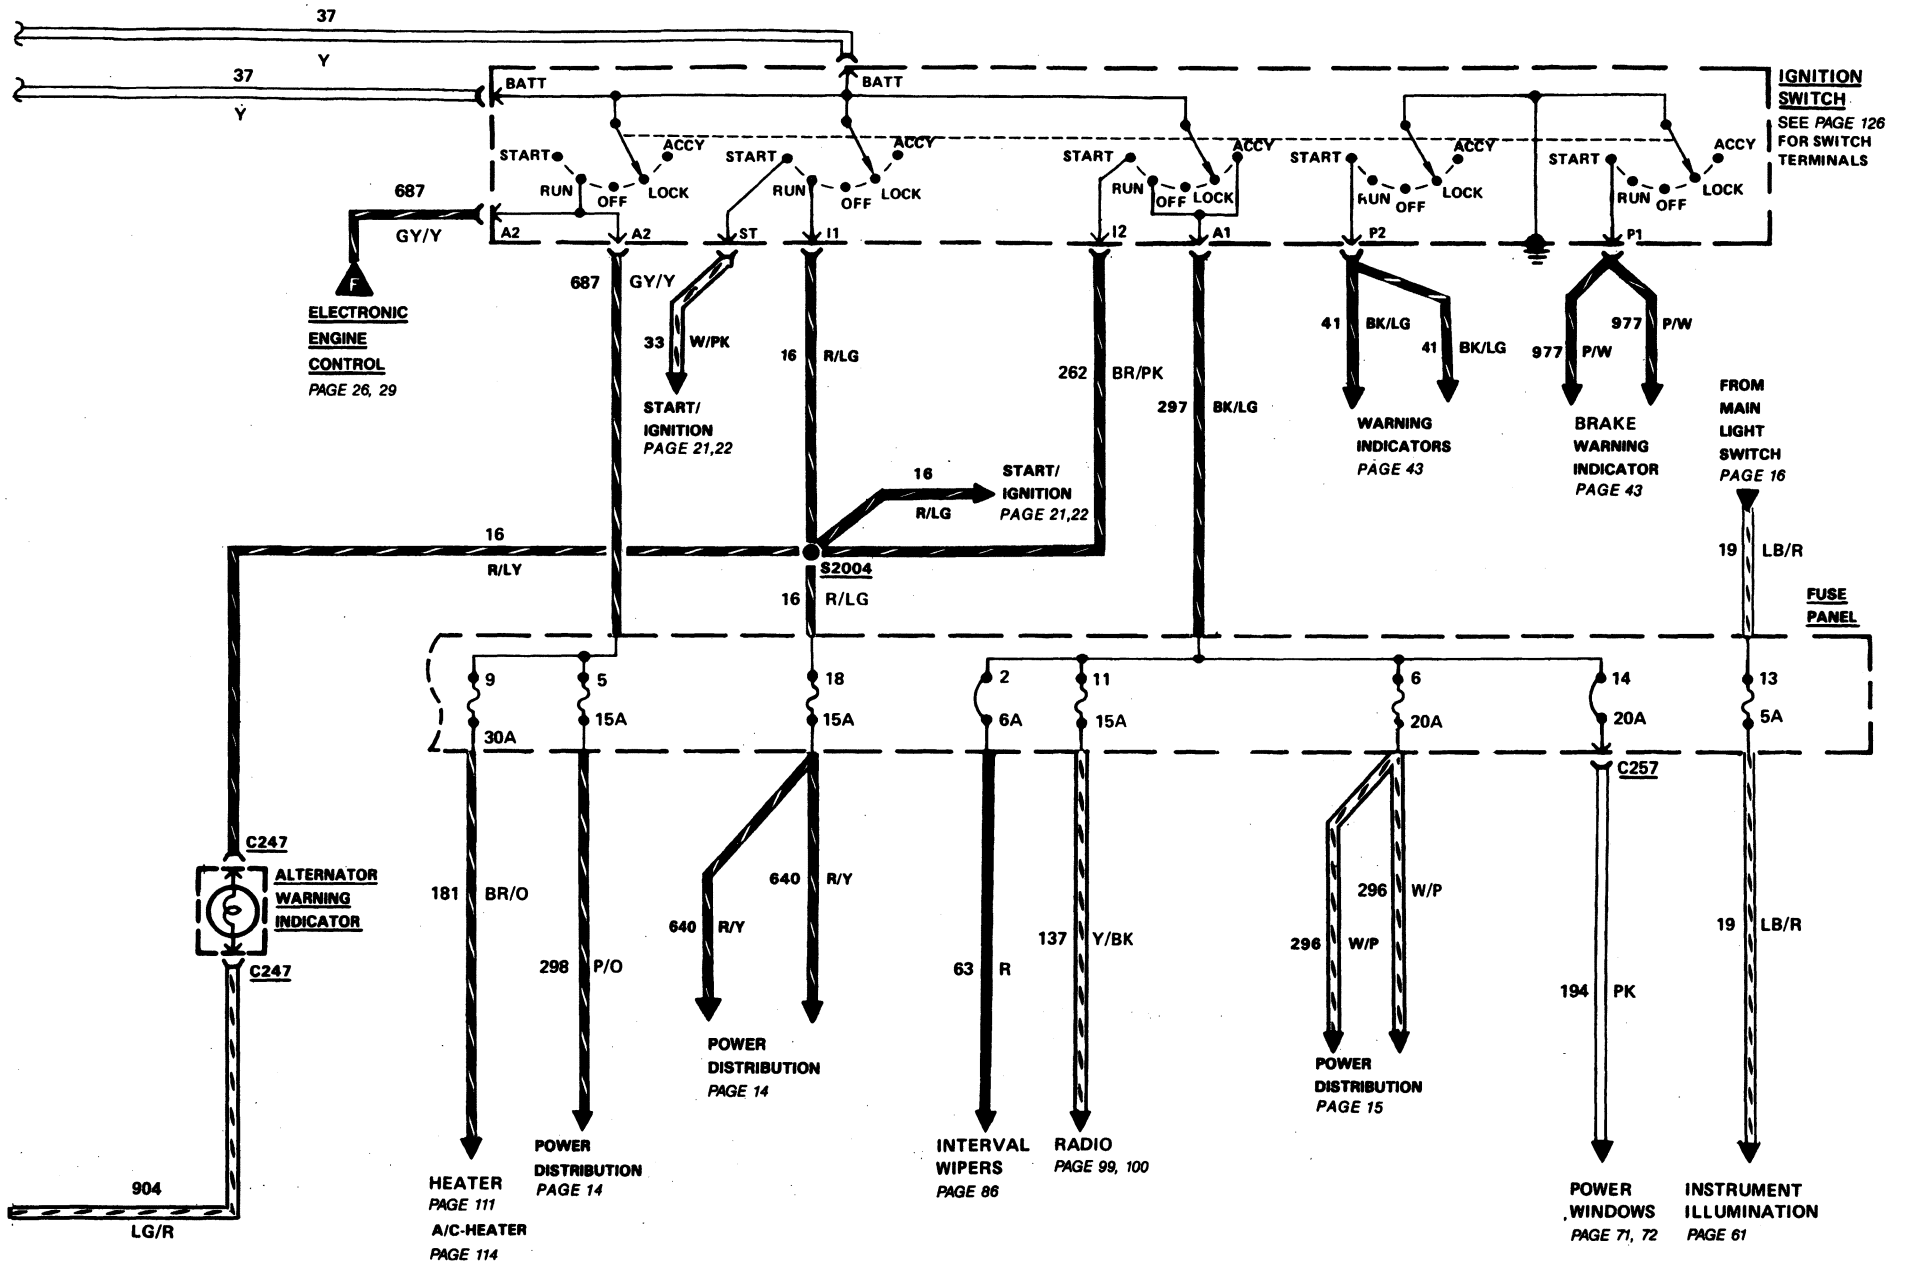 37
Y
37
Y
BATT
BATT
IGNITION
SWITCH
SEE PAGE 126
FOR SWITCH
TERMINALS
START
ACCY
RUN
OFF
LOCK
START
ACCY
RUN
OFF
LOCK
START
ACCY
RUN
OFF
LOCK
START
ACCY
RUN
OFF
LOCK
START
ACCY
RUN
OFF
LOCK
687
GY/Y
A2
A2
ST
I1
I2
A1
P2
P1
F
ELECTRONIC
ENGINE
CONTROL
PAGE 26, 29
687
GY/Y
33
W/PK
START/
IGNITION
PAGE 21,22
16
R/LG
262
BR/PK
297
BK/LG
41
BK/LG
41
BK/LG
WARNING
INDICATORS
PAGE 43
977
P/W
977
P/W
BRAKE
WARNING
INDICATOR
PAGE 43
FROM
MAIN
LIGHT
SWITCH
PAGE 16
16
R/LG
START/
IGNITION
PAGE 21,22
16
R/LY
S2004
16
R/LG
19
LB/R
FUSE
PANEL
9
30A
5
15A
18
15A
2
6A
11
15A
6
20A
14
20A
13
5A
C257
C247
ALTERNATOR
WARNING
INDICATOR
C247
181
BR/O
298
P/O
640
R/Y
640
R/Y
63
R
137
Y/BK
296
W/P
296
W/P
194
PK
19
LB/R
POWER
DISTRIBUTION
PAGE 14
POWER
DISTRIBUTION
PAGE 15
904
LG/R
HEATER
PAGE 111
A/C-HEATER
PAGE 114
POWER
DISTRIBUTION
PAGE 14
INTERVAL
WIPERS
PAGE 86
RADIO
PAGE 99, 100
POWER
WINDOWS
PAGE 71, 72
INSTRUMENT
ILLUMINATION
PAGE 61